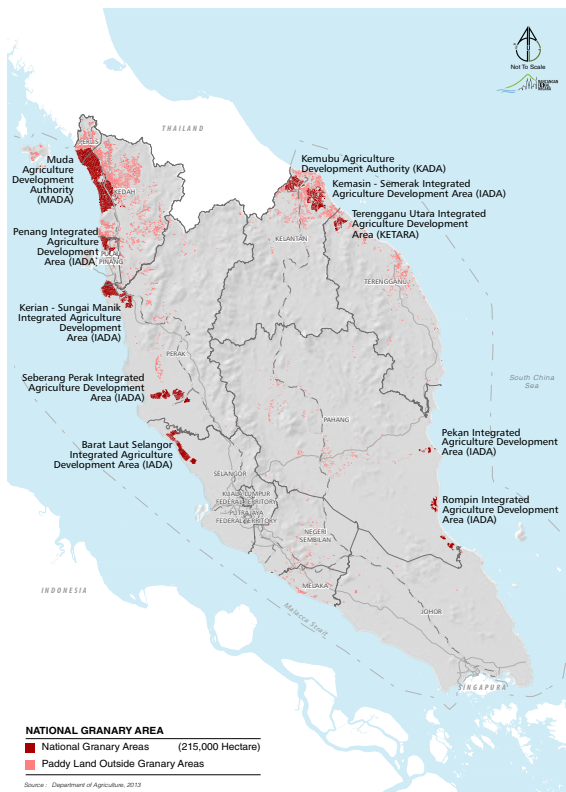 Not To Scale
THAILAND
PERLIS
Muda
Agriculture
Development
Authority
(MADA)
KEDAH
Kemubu Agriculture
Development Authority (KADA)
Kemasin - Semerak Integrated
Agriculture Development Area (IADA)
Terengganu Utara Integrated
Agriculture Development
Area (KETARA)
Penang Integrated
Agriculture
Development
Area (IADA)
PULAU
PINANG
KELANTAN
TERENGGANU
Kerian - Sungai Manik
Integrated Agriculture
Development
Area (IADA)
PERAK
Seberang Perak Integrated
Agriculture Development
Area (IADA)
South China
Sea
PAHANG
Barat Laut Selangor
Integrated Agriculture
Development Area (IADA)
Pekan Integrated
Agriculture Development
Area (IADA)
SELANGOR
KUALA LUMPUR
FEDERAL TERRITORY
PUTRAJAYA
FEDERAL TERRITORY
Rompin Integrated
Agriculture Development
Area (IADA)
NEGERI
SEMBILAN
MELAKA
INDONESIA
Malacca Strait
JOHOR
SINGAPURA
NATIONAL GRANARY AREA
National Granary Areas (215,000 Hectare)
Paddy Land Outside Granary Areas
Source : Department of Agriculture, 2013